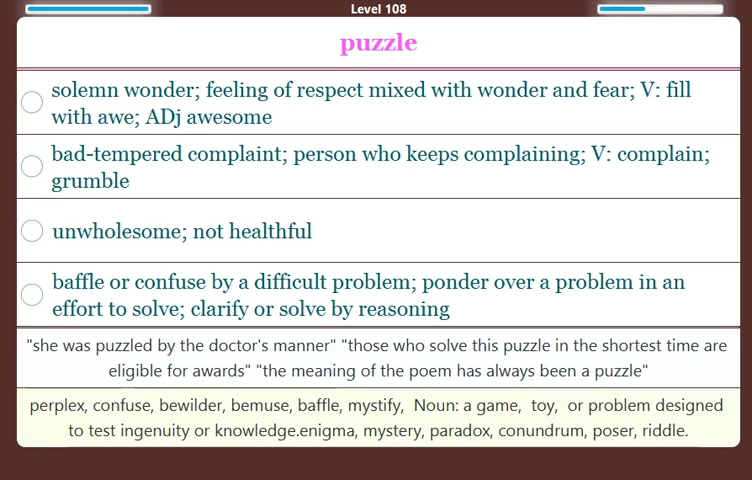 Level 108
puzzle
solemn wonder; feeling of respect mixed with wonder and fear; V: fill
with awe; ADj awesome
bad-tempered complaint; person who keeps complaining; V: complain;
grumble
unwholesome; not healthful
baffle or confuse by a difficult problem; ponder over a problem in an
effort to solve; clarify or solve by reasoning
"she was puzzled by the doctor's manner" "those who solve this puzzle in the shortest time are
eligible for awards" "the meaning of the poem has always been a puzzle"
perplex, confuse, bewilder, bemuse, baffle, mystify,  Noun: a game,  toy,  or problem designed
to test ingenuity or knowledge.enigma, mystery, paradox, conundrum, poser, riddle.